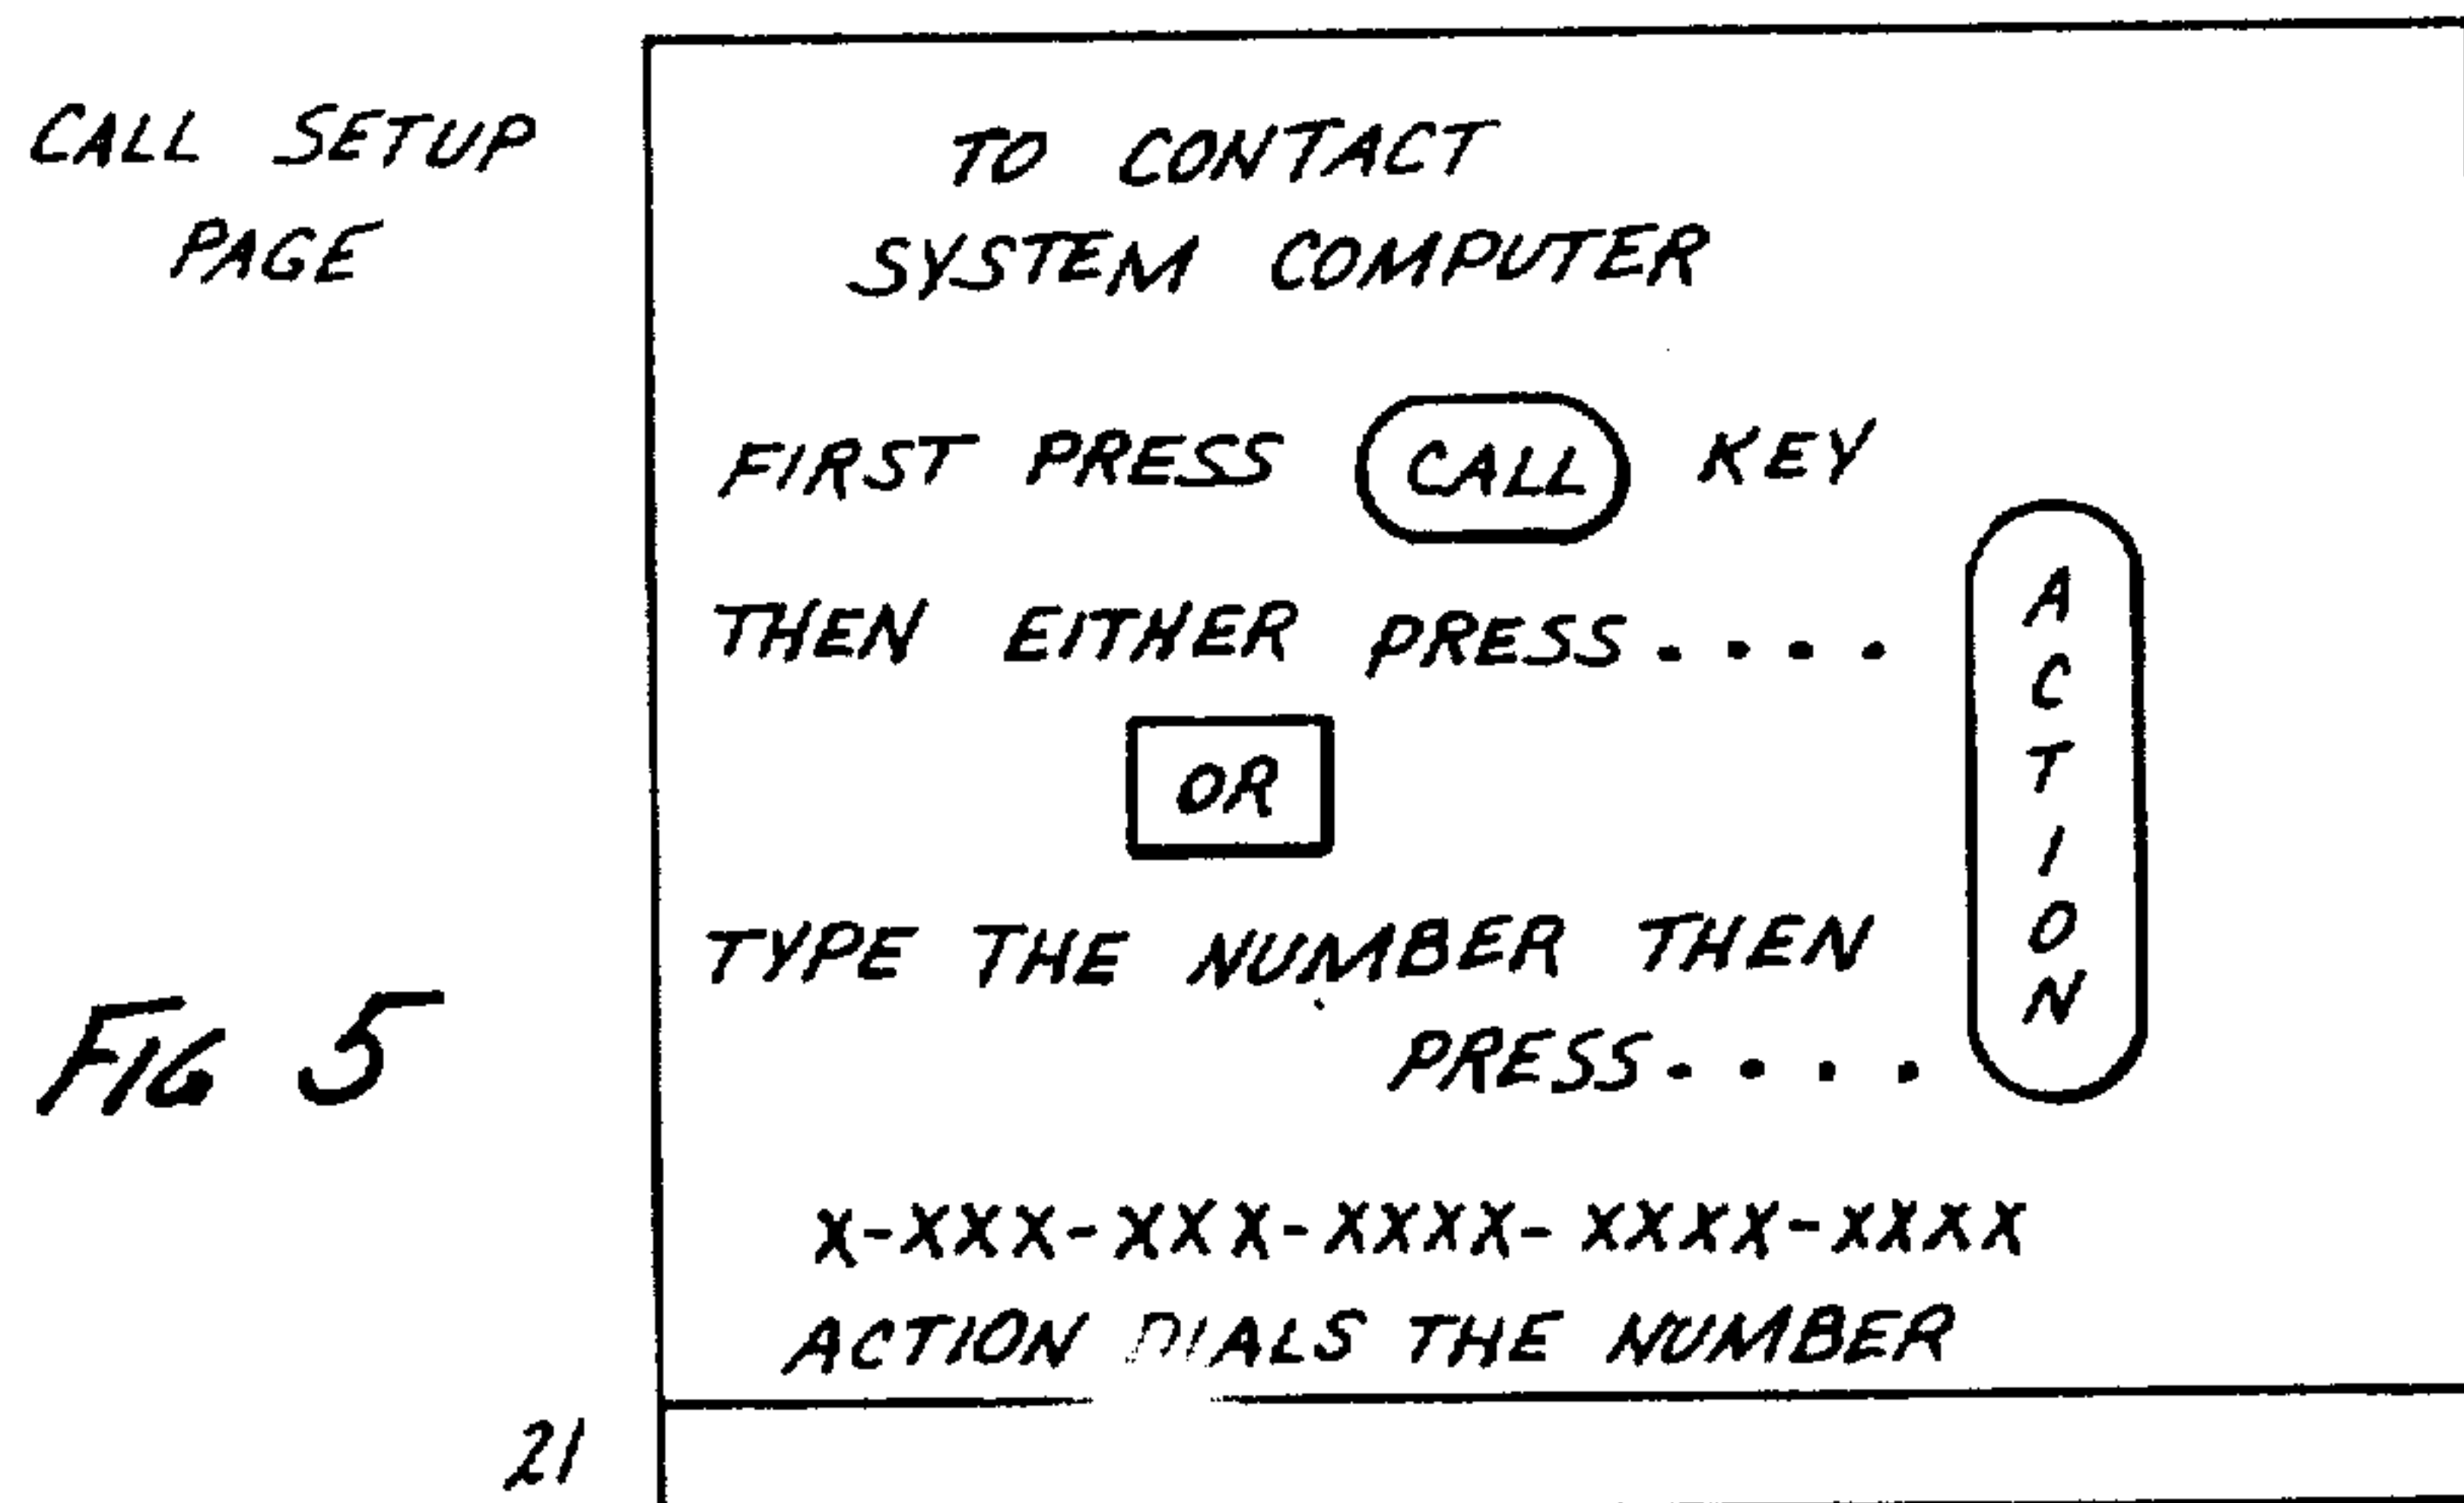 CALL SETUP
PAGE
TO CONTACT
SYSTEM COMPUTER
FIRST PRESS CALL KEY
THEN EITHER PRESS....
OR
TYPE THE NUMBER THEN
PRESS....
ACTION
X-XXX-XXX-XXXX-XXXX-XXXX
ACTION DIALS THE NUMBER
FIG 5
21